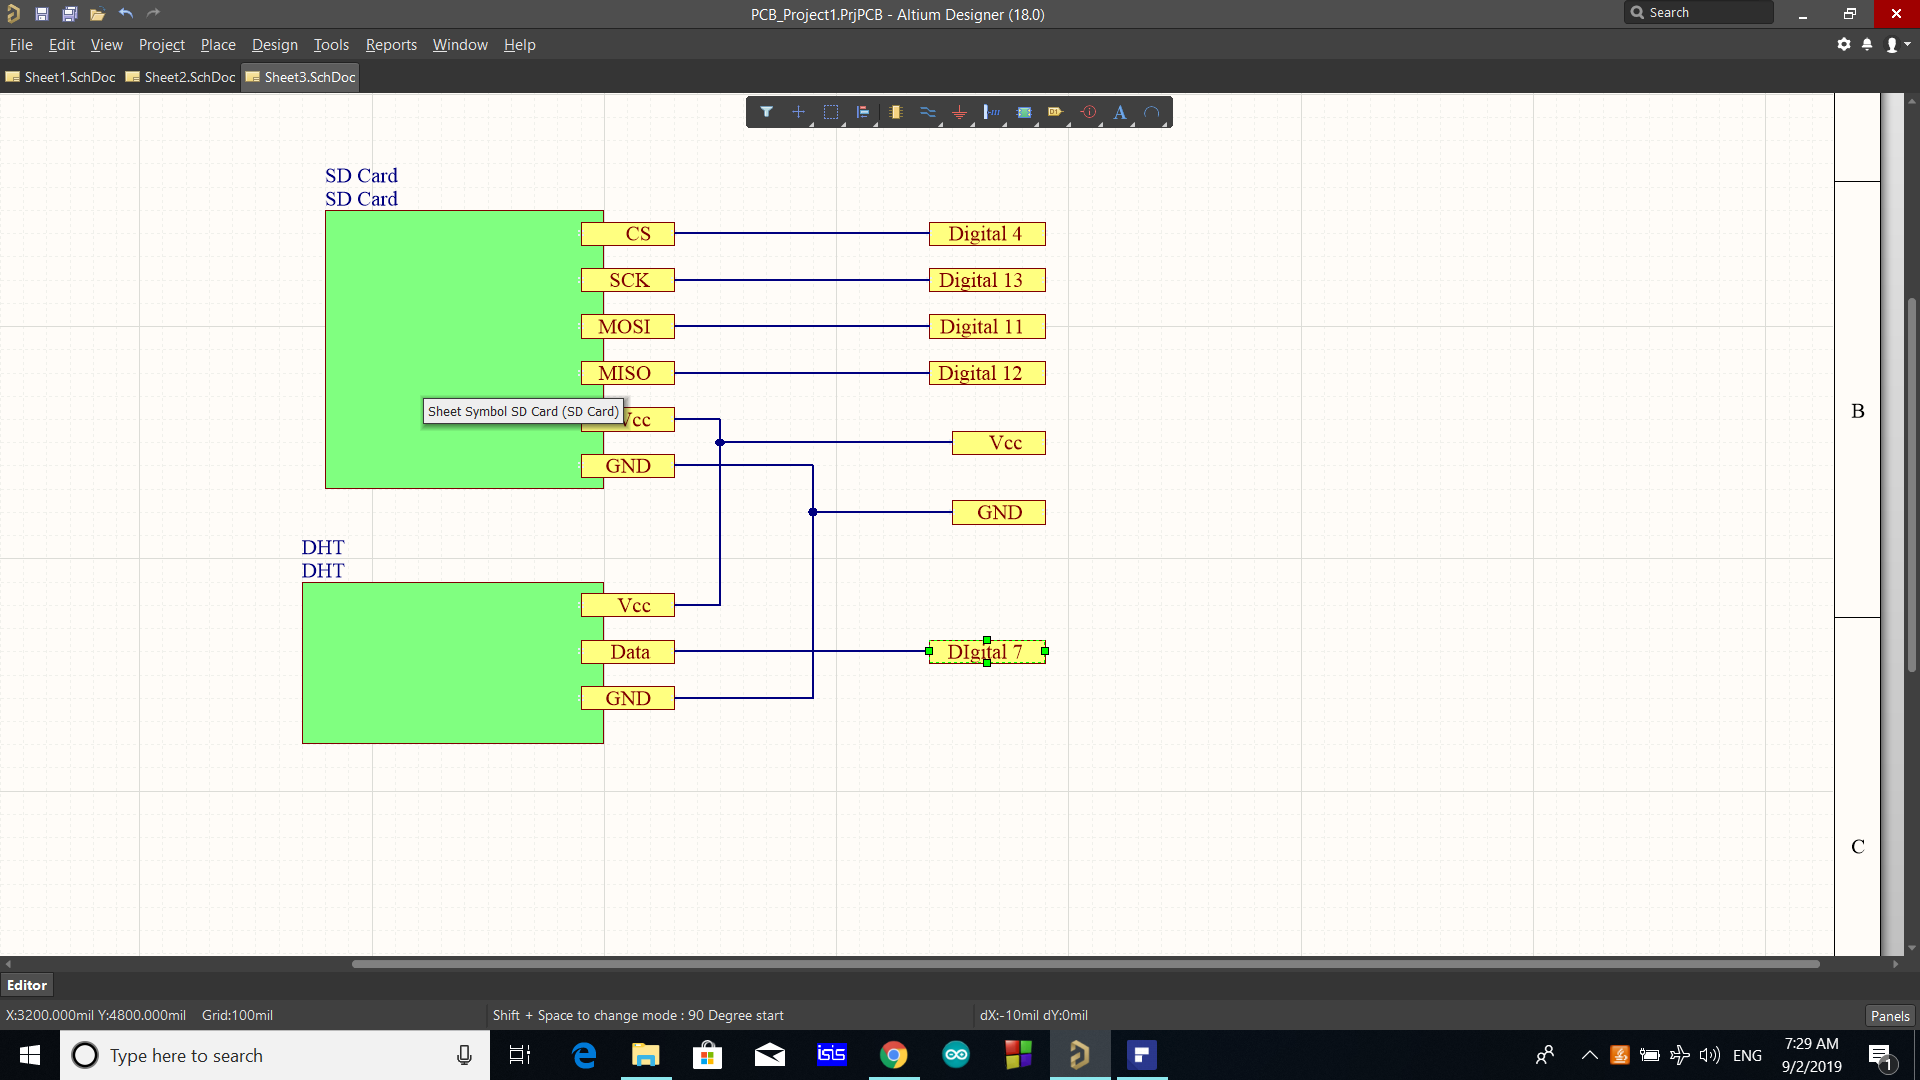 PCB_Project1.PrjPCB - Altium Designer (18.0)
Search
File Edit View Project Place Design Tools Reports Window Help
Sheet1.SchDoc Sheet2.SchDoc Sheet3.SchDoc
SD Card
SD Card
CS Digital 4
SCK Digital 13
MOSI Digital 11
MISO Digital 12
Sheet Symbol SD Card (SD Card)
Vcc
Vcc
GND
GND
DHT
DHT
Vcc
Data DIgital 7
GND
B
C
Editor
X:3200.000mil Y:4800.000mil Grid:100mil
Shift + Space to change mode : 90 Degree start
dX:-10mil dY:0mil
Panels
Type here to search
isis
ENG
7:29 AM
9/2/2019
1